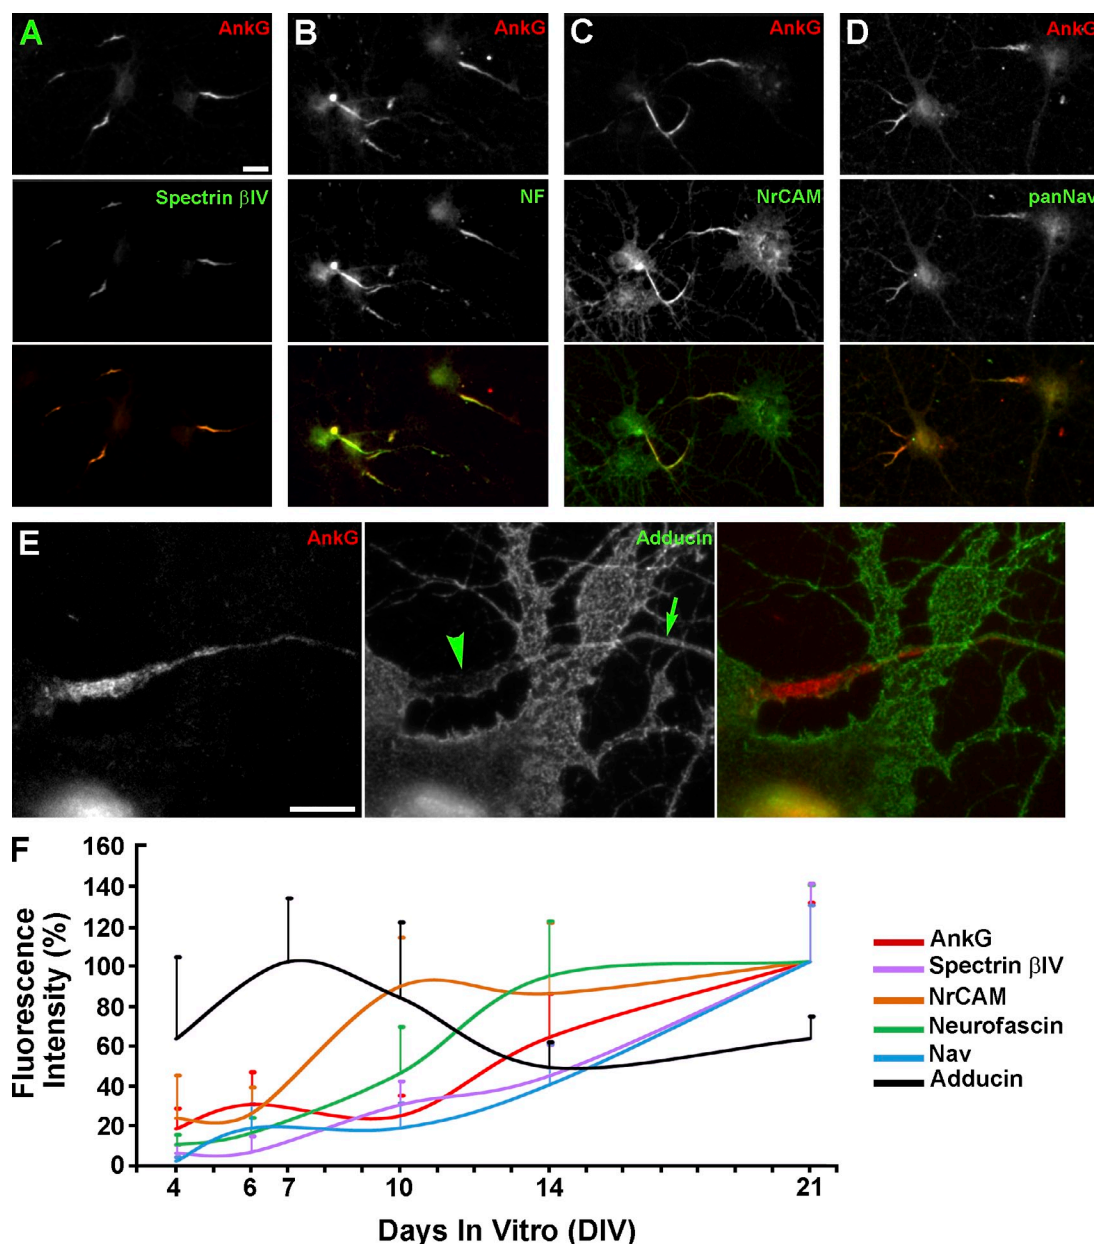 A AnkG
B AnkG
C AnkG
D AnkG
Spectrin βIV
NF
NrCAM
panNav
E AnkG
Adducin
F
160
140
120
100
80
60
40
20
0
Fluorescence
Intensity (%)
4 6 7 10 14 21
Days In Vitro (DIV)
AnkG
Spectrin βIV
NrCAM
Neurofascin
Nav
Adducin